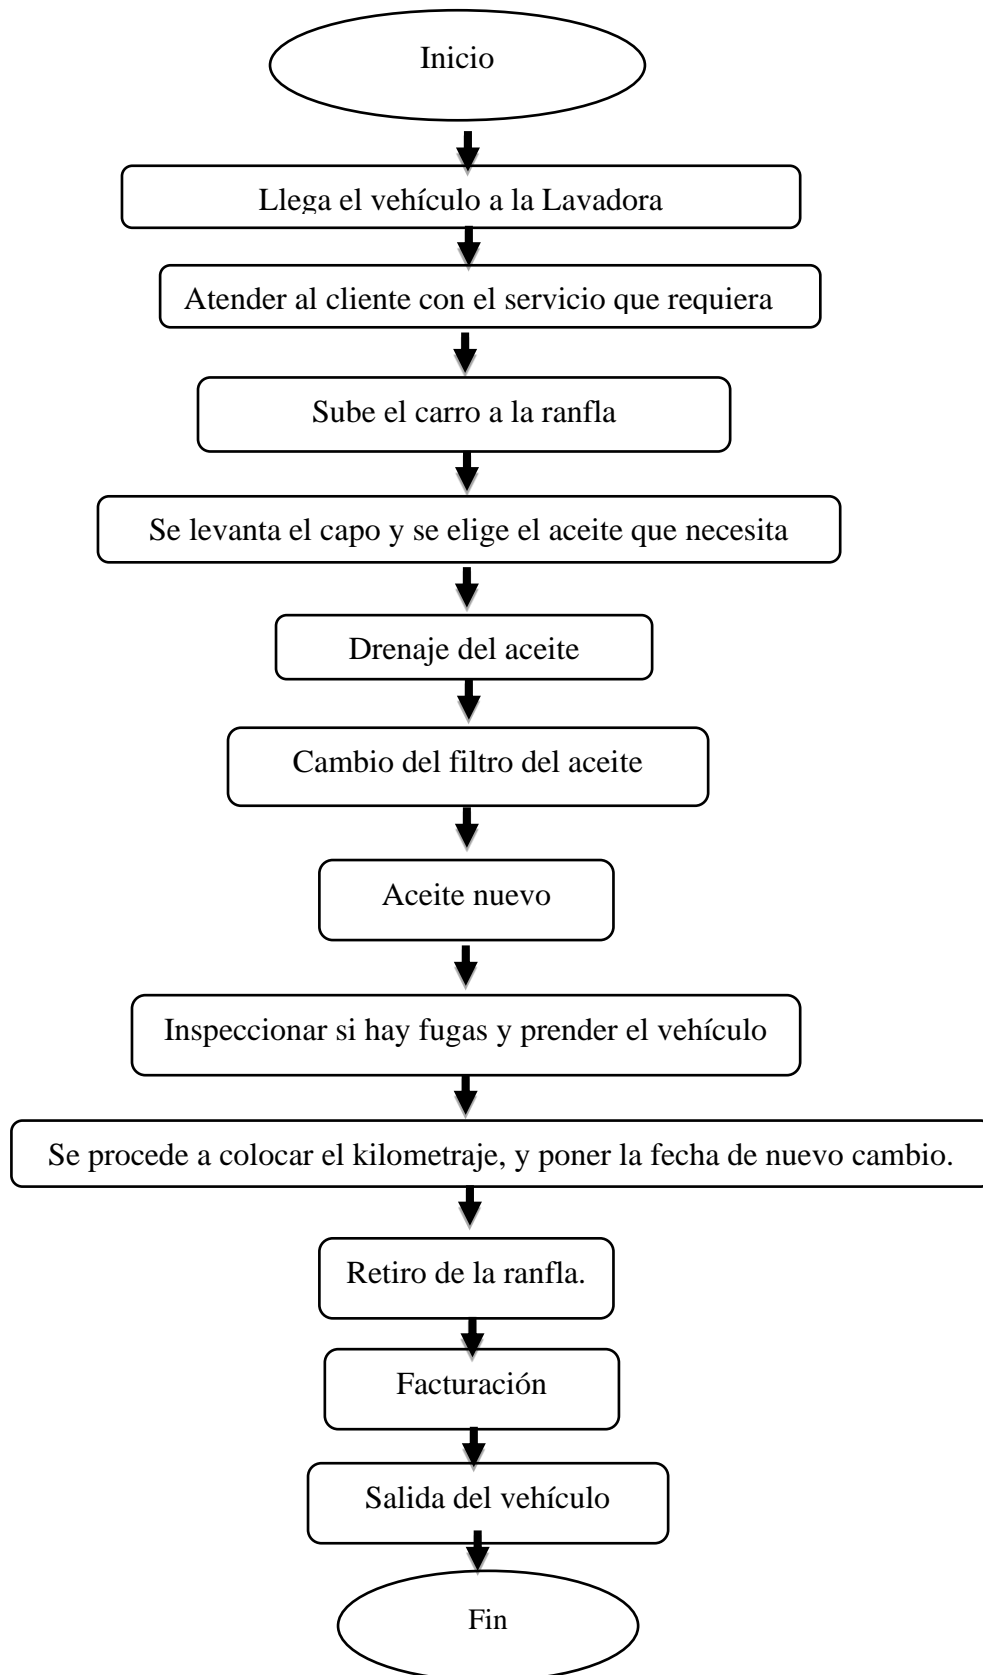 Inicio
Llega el vehículo a la Lavadora
Atender al cliente con el servicio que requiera
Sube el carro a la ranfla
Se levanta el capo y se elige el aceite que necesita
Drenaje del aceite
Cambio del filtro del aceite
Aceite nuevo
Inspeccionar si hay fugas y prender el vehículo
Se procede a colocar el kilometraje, y poner la fecha de nuevo cambio.
Retiro de la ranfla.
Facturación
Salida del vehículo
Fin